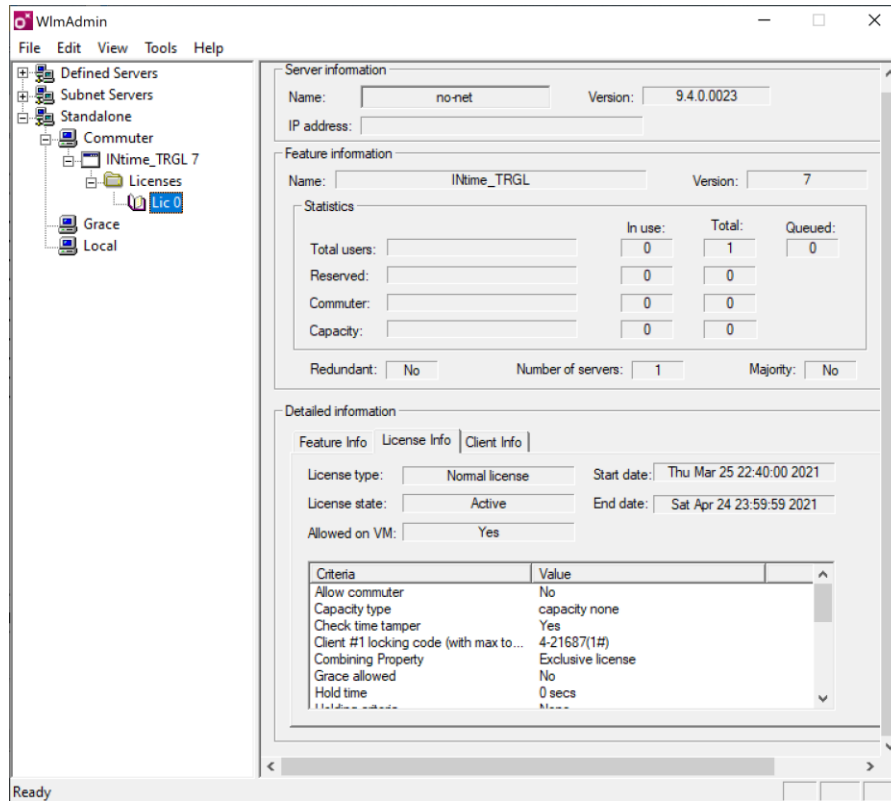 WlmAdmin
File Edit View Tools Help
Defined Servers
Subnet Servers
Standalone
Commuter
INtime_TRGL 7
Licenses
Lic 0
Grace
Local
Server information
Name: no-net Version: 9.4.0.0023
IP address:
Feature information
Name: INtime_TRGL Version: 7
Statistics
In use: Total: Queued:
Total users: 0 1 0
Reserved: 0 0
Commuter: 0 0
Capacity: 0 0
Redundant: No Number of servers: 1 Majority: No
Detailed information
Feature Info License Info Client Info
License type: Normal license Start date: Thu Mar 25 22:40:00 2021
License state: Active End date: Sat Apr 24 23:59:59 2021
Allowed on VM: Yes
Criteria Value
Allow commuter No
Capacity type capacity none
Check time tamper Yes
Client #1 locking code (with max to... 4-21687(1#)
Combining Property Exclusive license
Grace allowed No
Hold time 0 secs
Ready